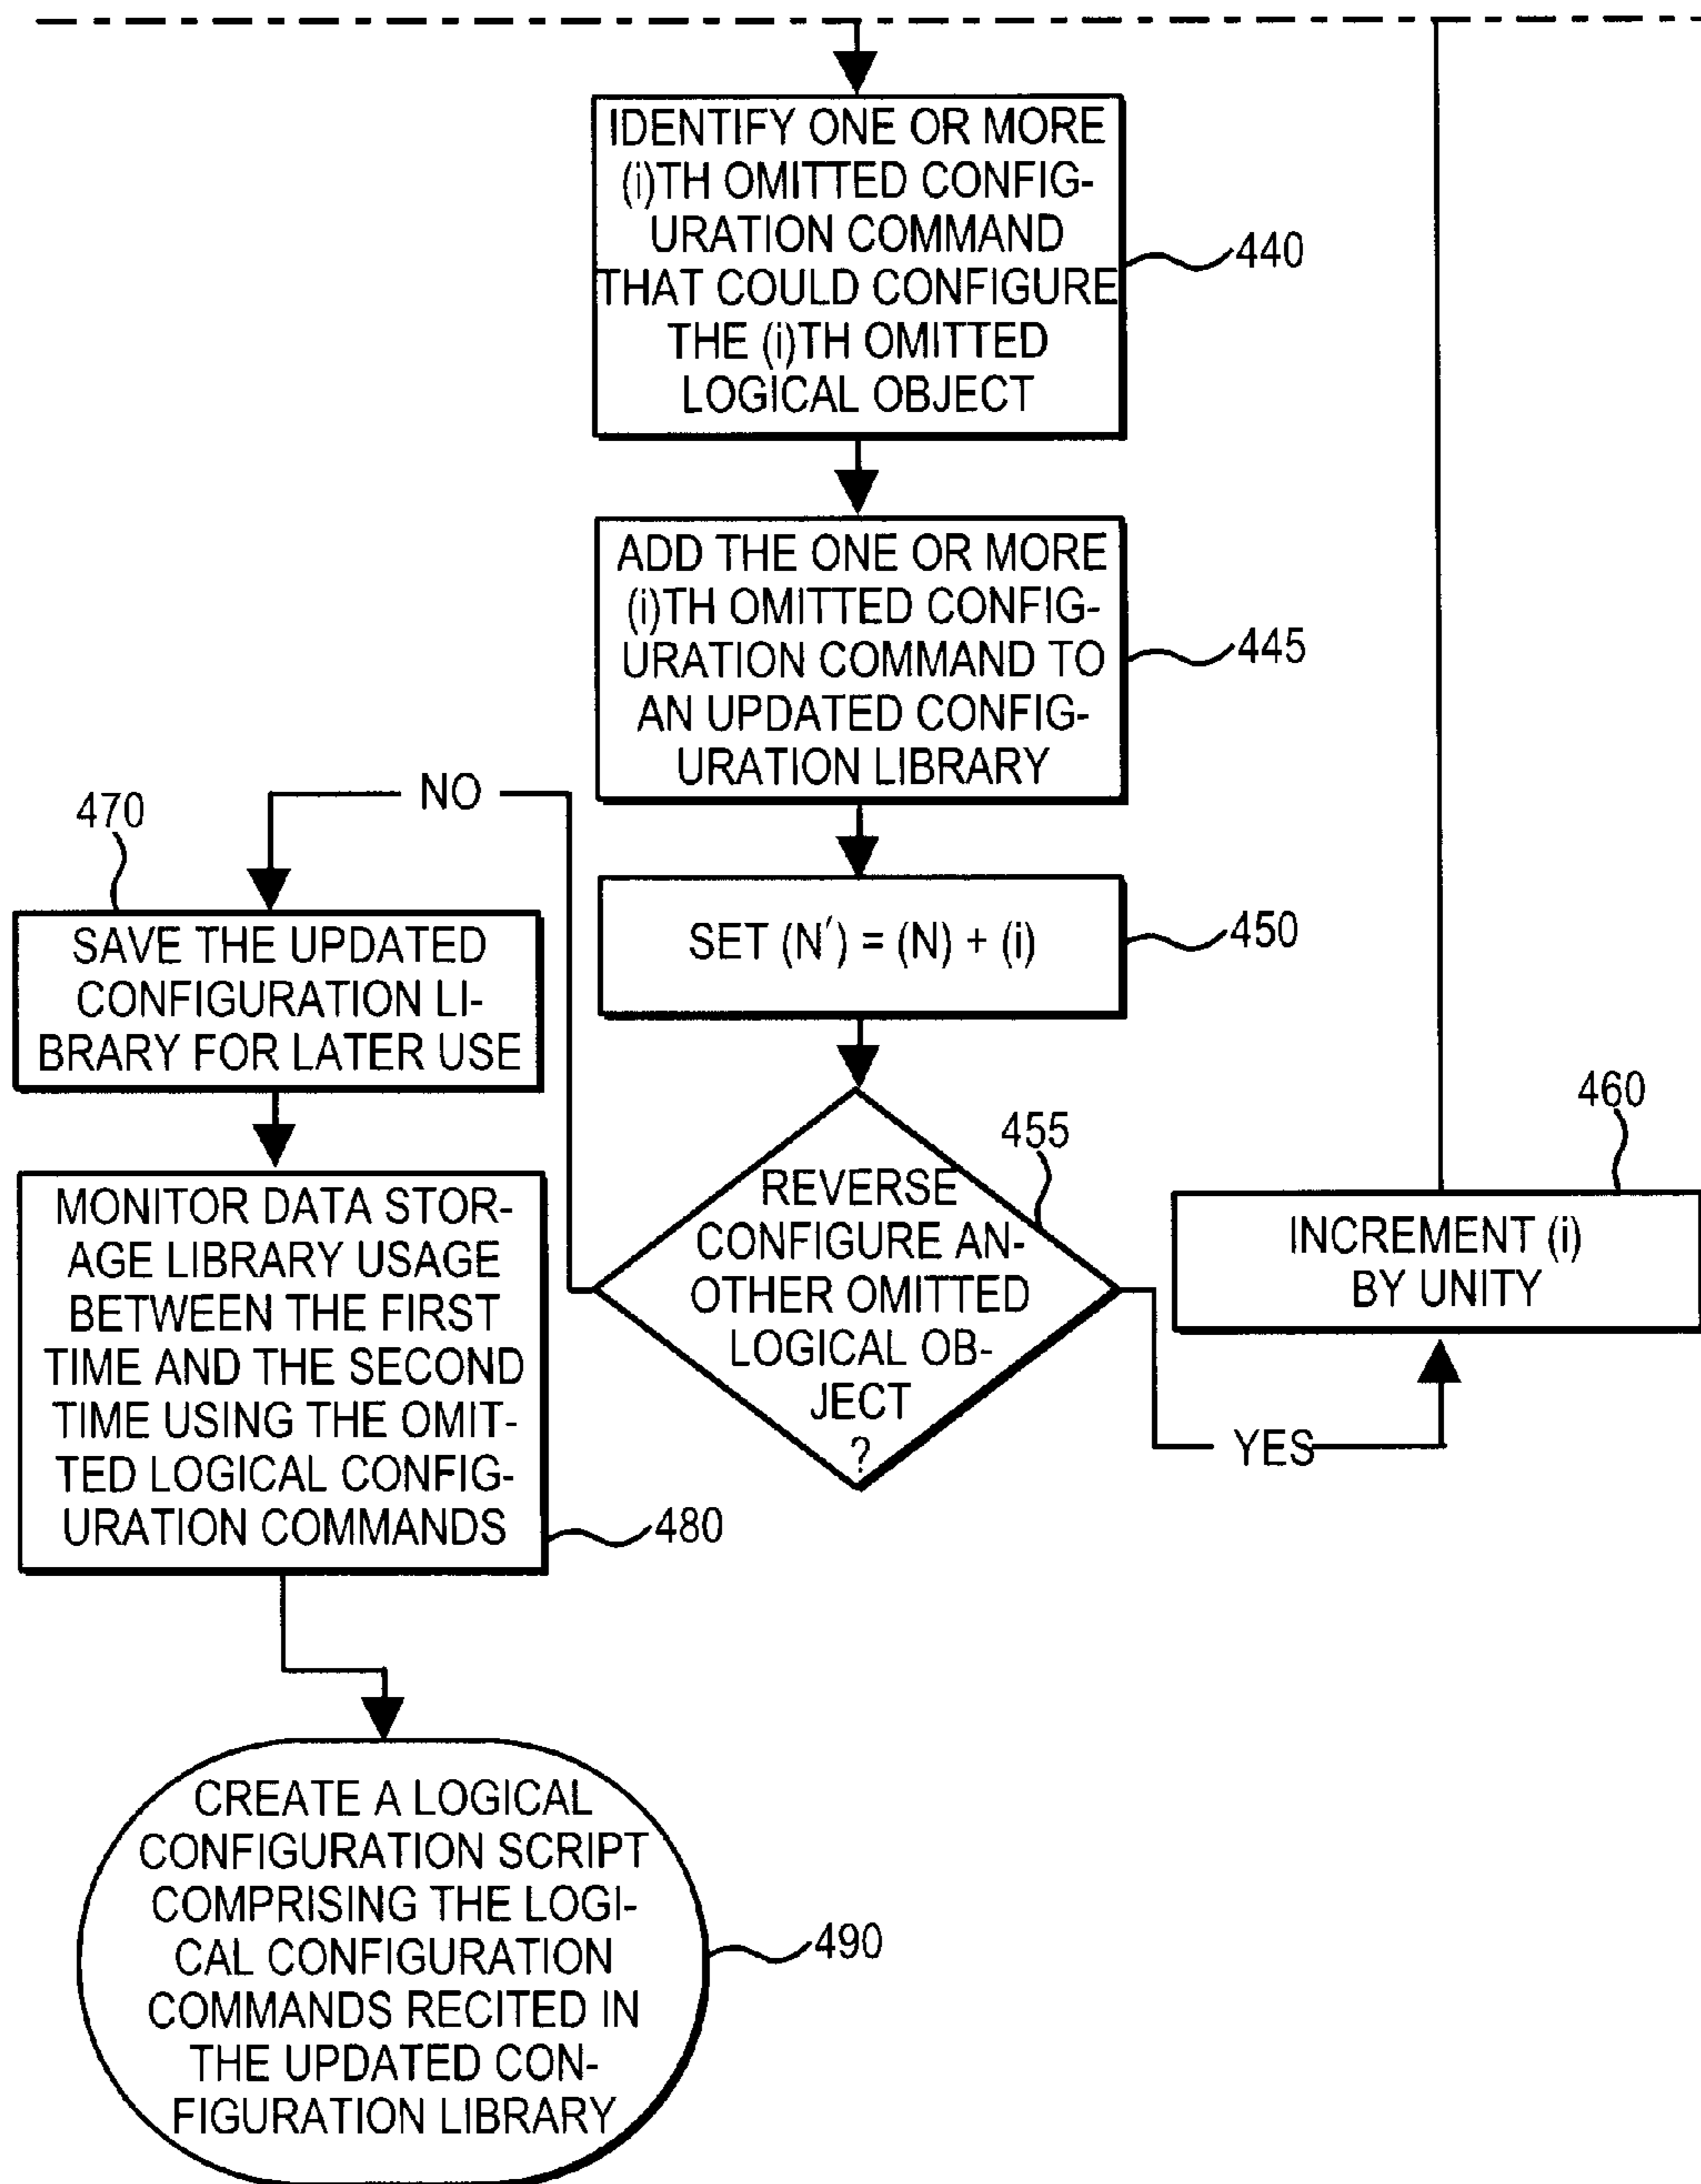 IDENTIFY ONE OR MORE
(i)TH OMITTED CONFIG-
URATION COMMAND
THAT COULD CONFIGURE
THE (i)TH OMITTED
LOGICAL OBJECT
440
ADD THE ONE OR MORE
(i)TH OMITTED CONFIG-
URATION COMMAND TO
AN UPDATED CONFIG-
URATION LIBRARY
445
NO
470
SET (N′) = (N) + (i)
450
SAVE THE UPDATED
CONFIGURATION LI-
BRARY FOR LATER USE
455
REVERSE
CONFIGURE AN-
OTHER OMITTED
LOGICAL OB-
JECT
?
460
INCREMENT (i)
BY UNITY
YES
MONITOR DATA STOR-
AGE LIBRARY USAGE
BETWEEN THE FIRST
TIME AND THE SECOND
TIME USING THE OMIT-
TED LOGICAL CONFIG-
URATION COMMANDS
480
CREATE A LOGICAL
CONFIGURATION SCRIPT
COMPRISING THE LOGI-
CAL CONFIGURATION
COMMANDS RECITED IN
THE UPDATED CON-
FIGURATION LIBRARY
490